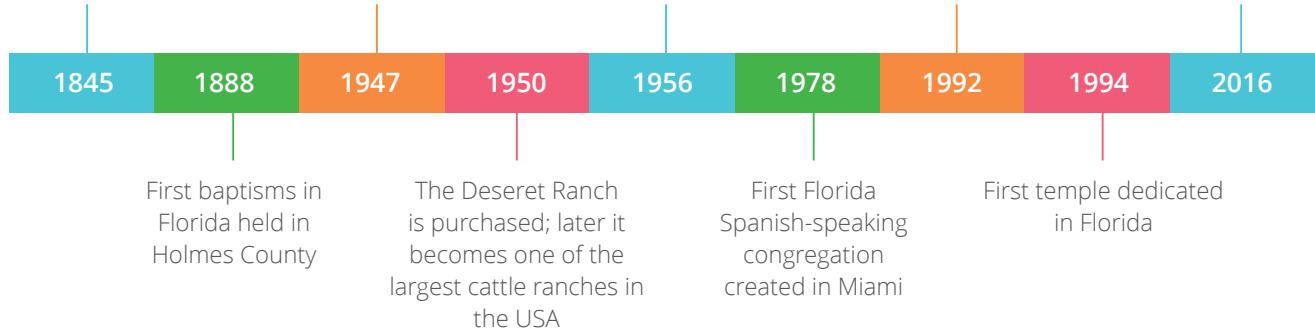 1845 1888 1947 1950 1956 1978 1992 1994 2016
First baptisms in
Florida held in
Holmes County
The Deseret Ranch
is purchased; later it
becomes one of the
largest cattle ranches in
the USA
First Florida
Spanish-speaking
congregation
created in Miami
First temple dedicated
in Florida